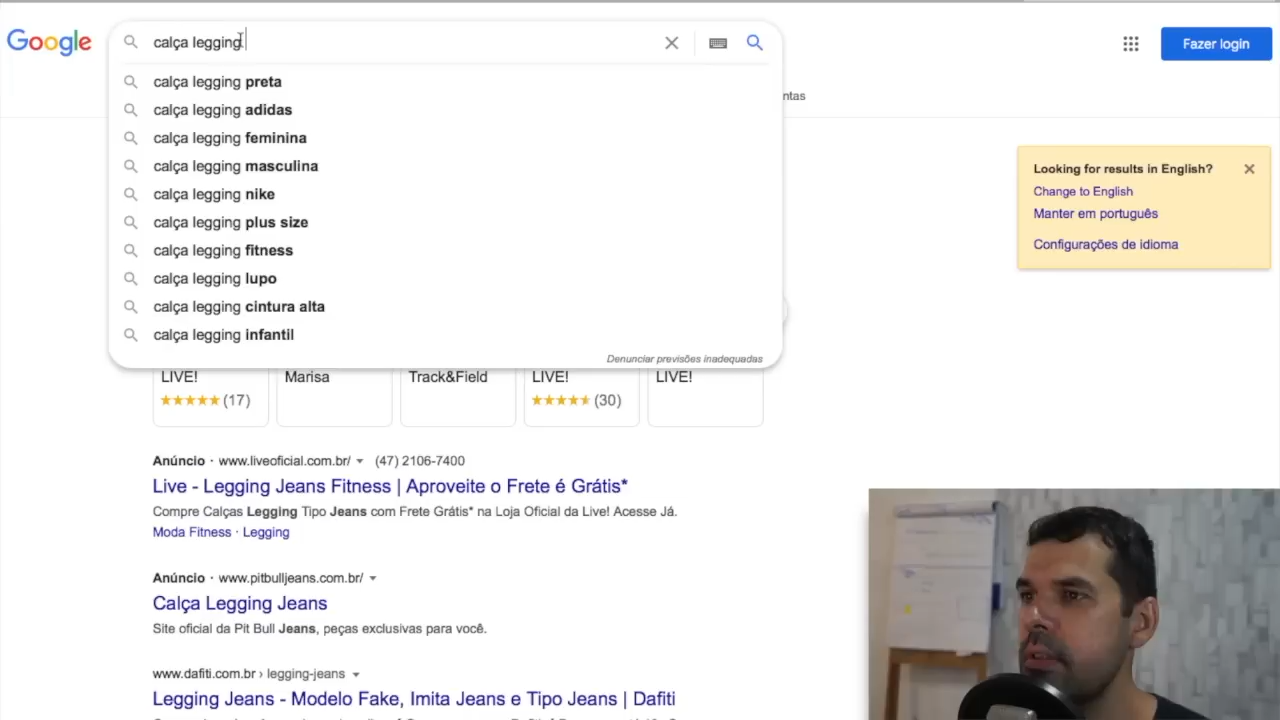 Google
calça legging
Fazer login
calça legging preta
calça legging adidas
calça legging feminina
calça legging masculina
calça legging nike
calça legging plus size
calça legging fitness
calça legging lupo
calça legging cintura alta
calça legging infantil
Denunciar previsões inadequadas
ntas
Looking for results in English?
Change to English
Manter em português
Configurações de idioma
LIVE! Marisa Track&Field LIVE! LIVE!
(17) (30)
Anúncio · www.liveoficial.com.br/ (47) 2106-7400
Live - Legging Jeans Fitness | Aproveite o Frete é Grátis*
Compre Calças Legging Tipo Jeans com Frete Grátis* na Loja Oficial da Live! Acesse Já.
Moda Fitness · Legging
Anúncio · www.pitbulljeans.com.br/
Calça Legging Jeans
Site oficial da Pit Bull Jeans, peças exclusivas para você.
www.dafiti.com.br › legging-jeans
Legging Jeans - Modelo Fake, Imita Jeans e Tipo Jeans | Dafiti